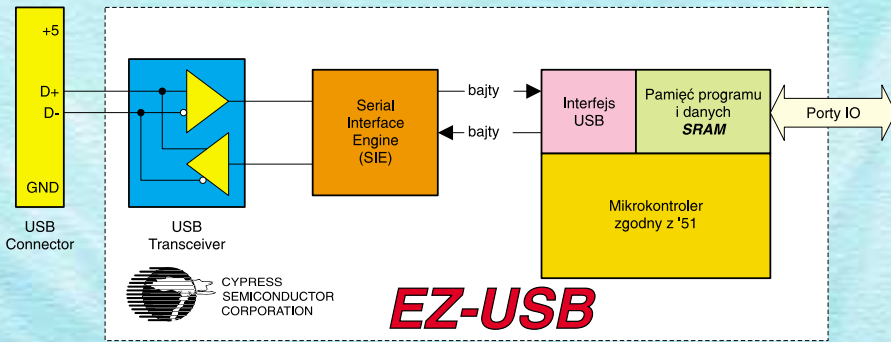 +5
D+
D-
GND
USB
Connector
USB
Transceiver
Serial
Interface
Engine
(SIE)
bajty
bajty
Interfejs
USB
Pamięć programu
i danych
SRAM
Mikrokontroler
zgodny z '51
Porty IO
CYPRESS
SEMICONDUCTOR
CORPORATION
EZ-USB